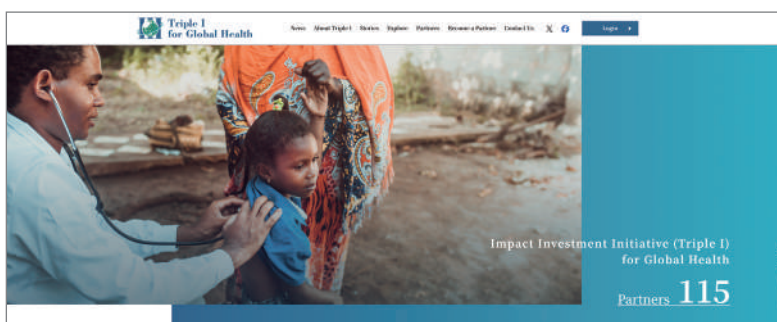 Triple I
for Global Health
News About Triple I Stories Explore Partners Become a Partner Contact Us Login
Impact Investment Initiative (Triple I)
for Global Health
Partners 115